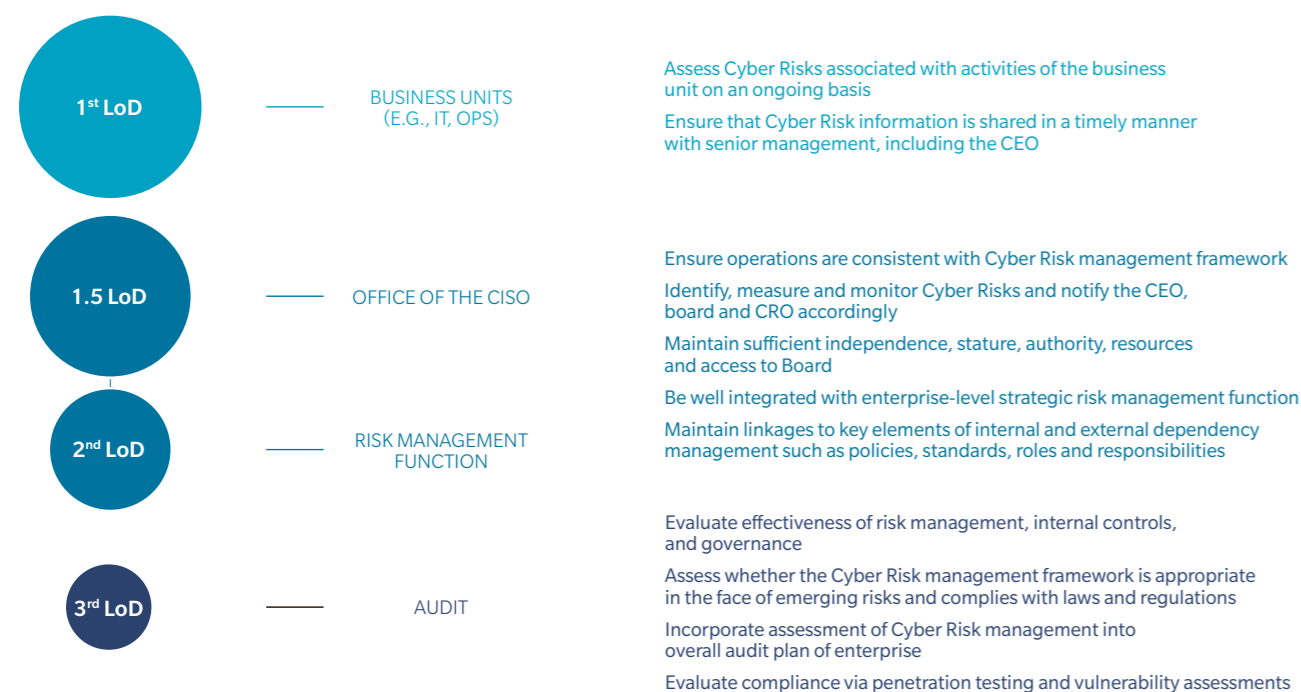 1st LoD
BUSINESS UNITS
(E.G., IT, OPS)
Assess Cyber Risks associated with activities of the business
unit on an ongoing basis
Ensure that Cyber Risk information is shared in a timely manner
with senior management, including the CEO
1.5 LoD
OFFICE OF THE CISO
Ensure operations are consistent with Cyber Risk management framework
Identify, measure and monitor Cyber Risks and notify the CEO,
board and CRO accordingly
Maintain sufficient independence, stature, authority, resources
and access to Board
Be well integrated with enterprise-level strategic risk management function
Maintain linkages to key elements of internal and external dependency
management such as policies, standards, roles and responsibilities
2nd LoD
RISK MANAGEMENT
FUNCTION
3rd LoD
AUDIT
Evaluate effectiveness of risk management, internal controls,
and governance
Assess whether the Cyber Risk management framework is appropriate
in the face of emerging risks and complies with laws and regulations
Incorporate assessment of Cyber Risk management into
overall audit plan of enterprise
Evaluate compliance via penetration testing and vulnerability assessments